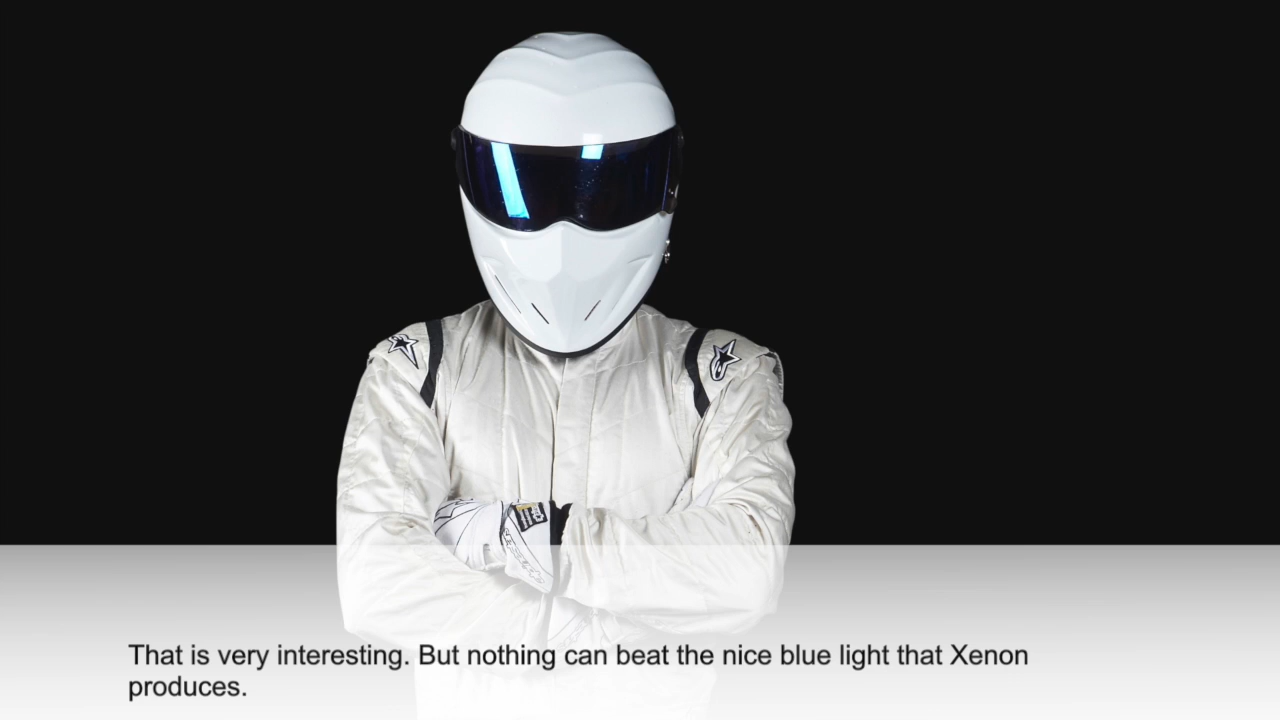 That is very interesting. But nothing can beat the nice blue light that Xenon
produces.